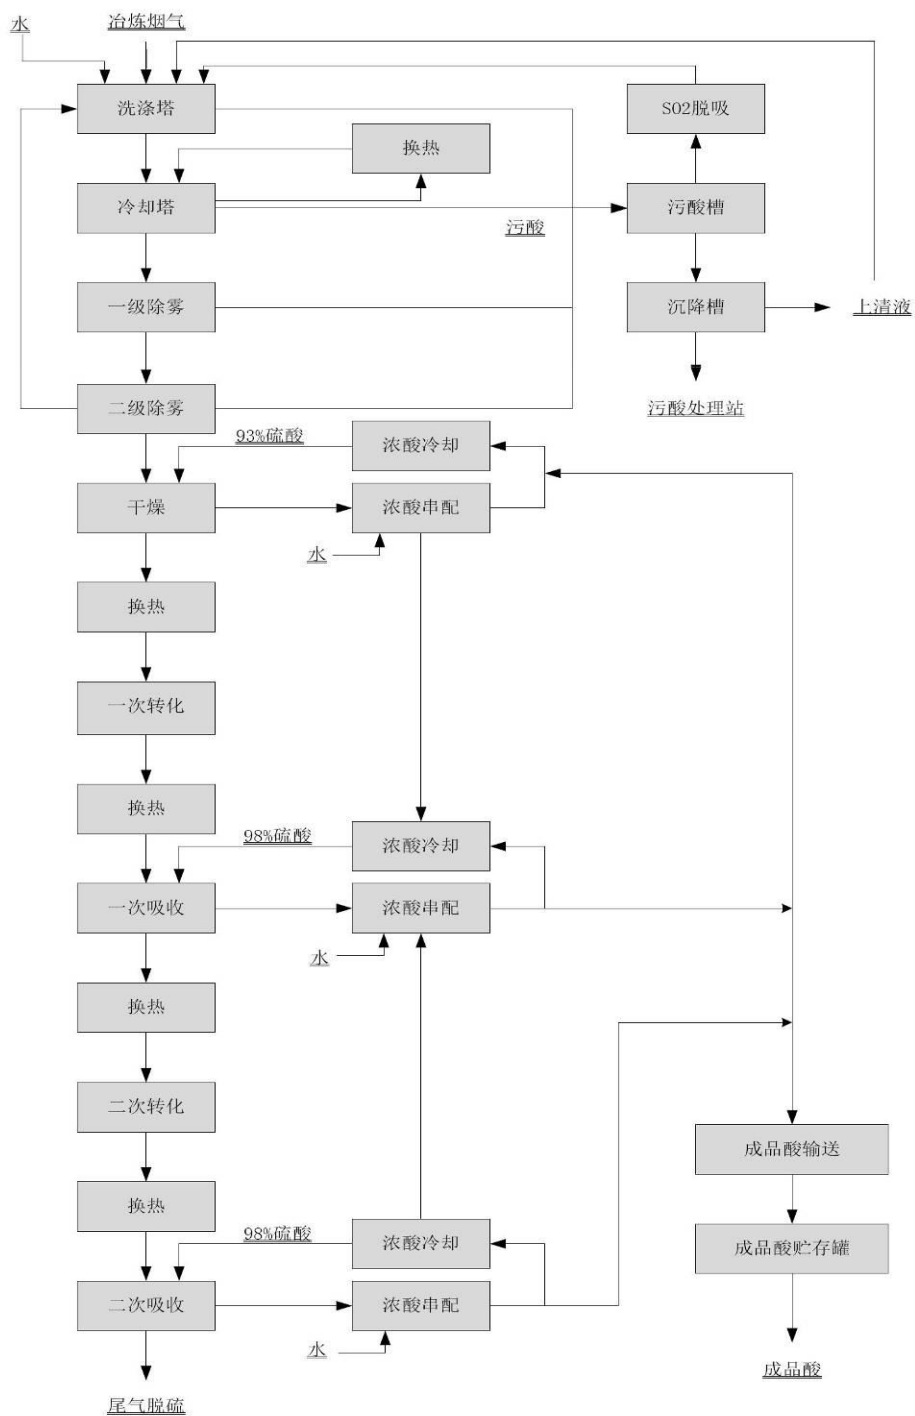 水
冶炼烟气
洗涤塔
SO2脱吸
换热
冷却塔
污酸槽
污酸
一级除雾
沉降槽
上清液
二级除雾
污酸处理站
93%硫酸
浓酸冷却
干燥
浓酸串配
水
换热
一次转化
换热
98%硫酸
浓酸冷却
一次吸收
浓酸串配
水
换热
二次转化
成品酸输送
换热
98%硫酸
浓酸冷却
成品酸贮存罐
二次吸收
浓酸串配
水
成品酸
尾气脱硫